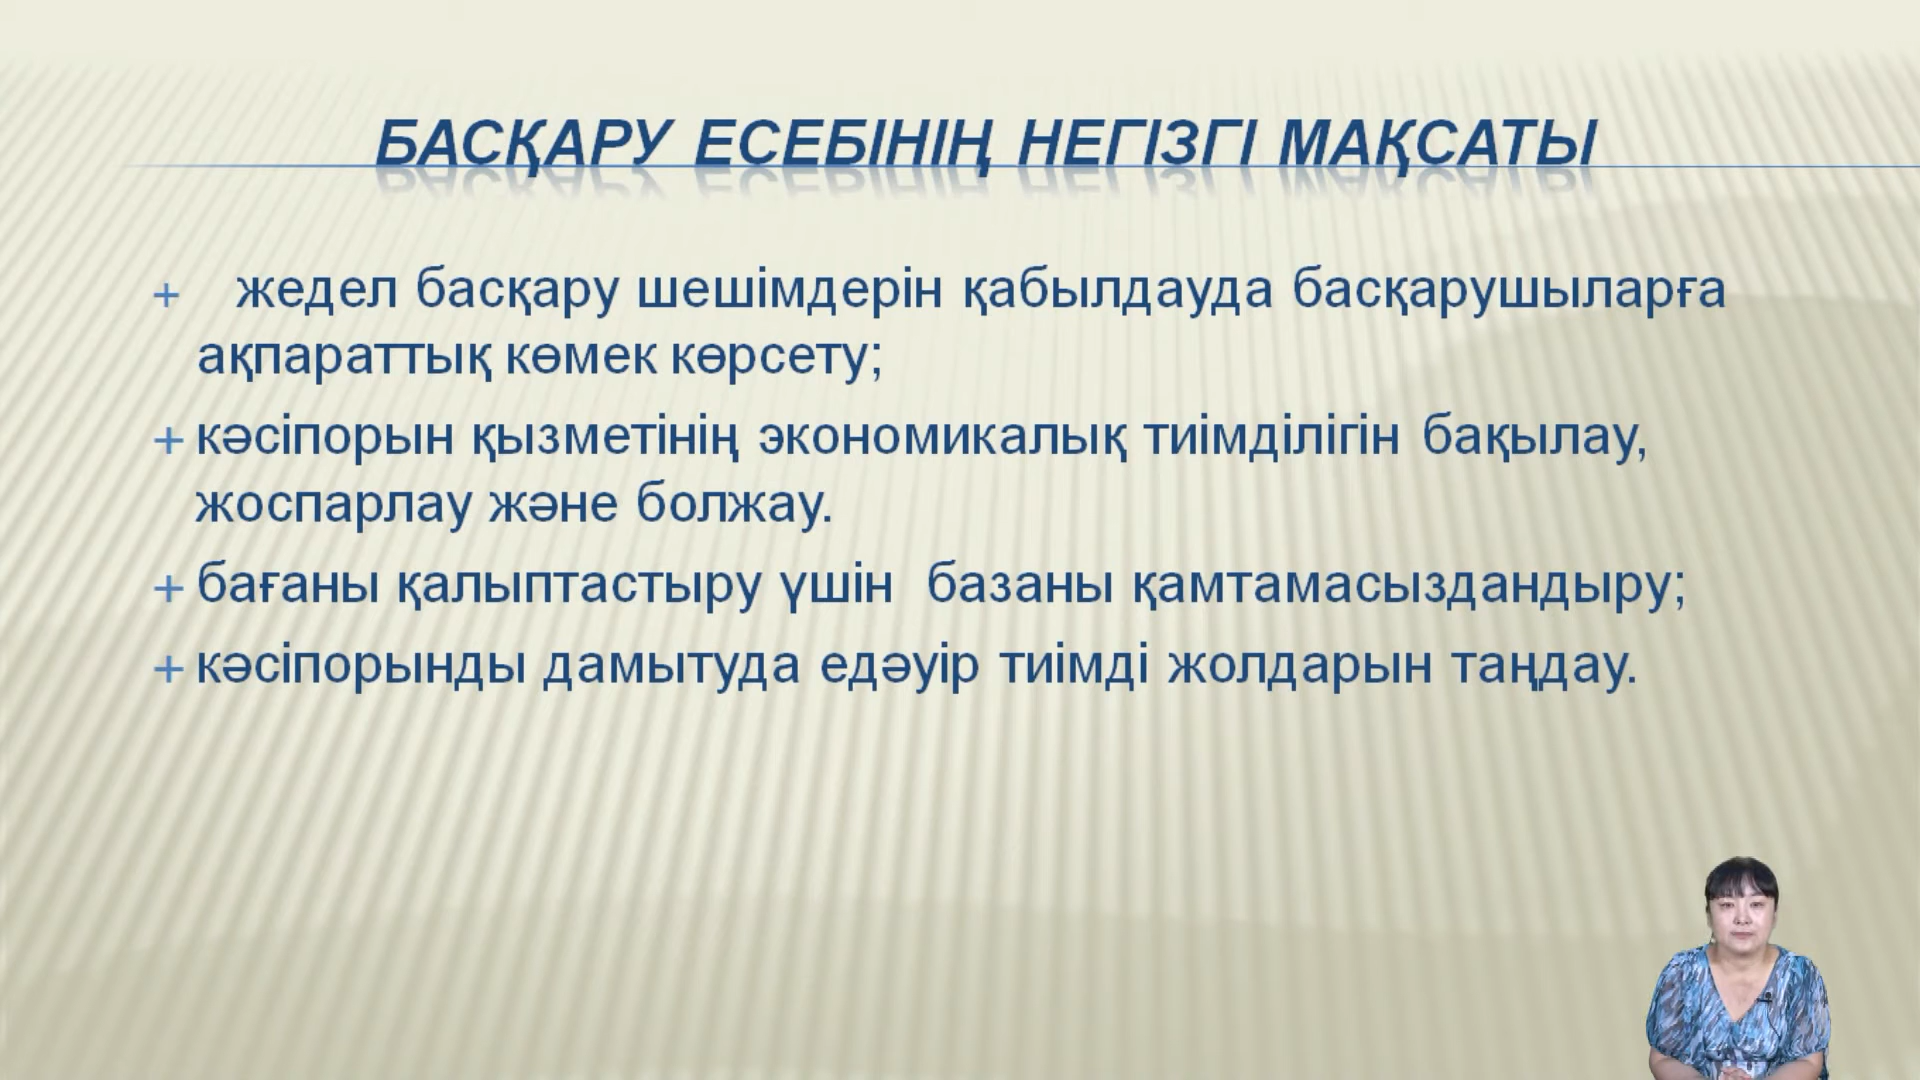 БАСҚАРУ ЕСЕБІНІҢ НЕГІЗГІ МАҚСАТЫ
+ жедел басқару шешімдерін қабылдауда басқарушыларға
ақпараттық көмек көрсету;
+ кәсіпорын қызметінің экономикалық тиімділігін бақылау,
жоспарлау және болжау.
+ бағаны қалыптастыру үшін базаны қамтамасыздандыру;
+ кәсіпорынды дамытуда едәуір тиімді жолдарын таңдау.